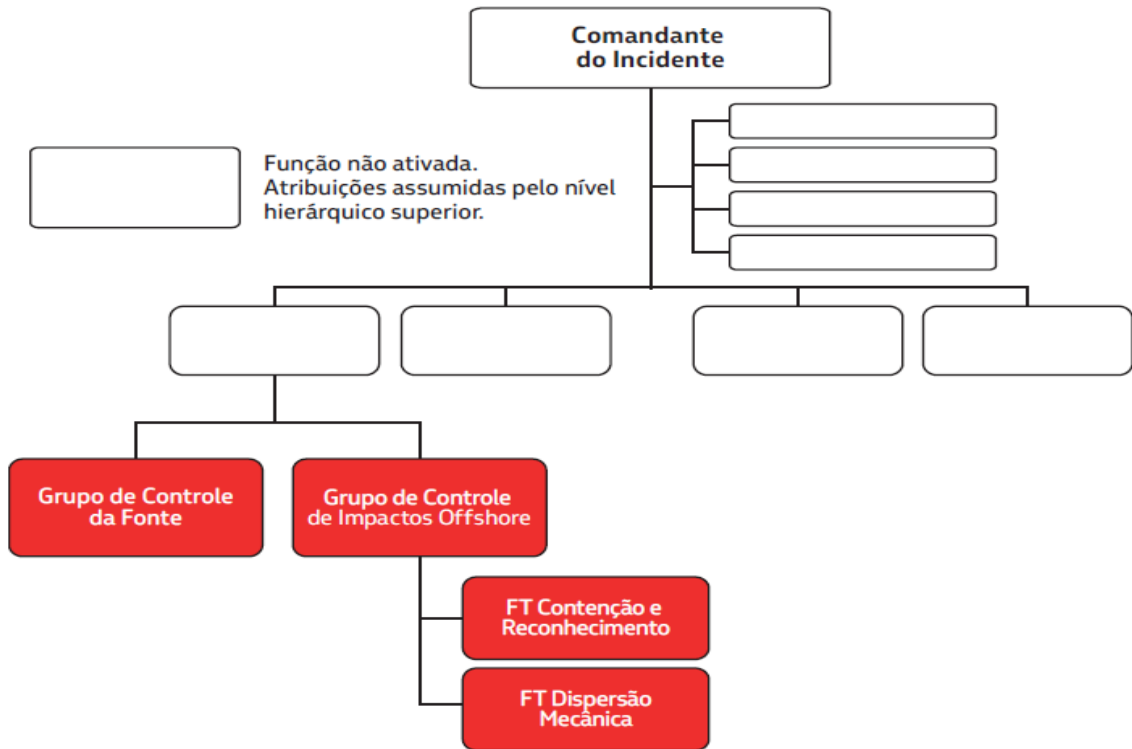 Comandante
do Incidente
Função não ativada.
Atribuições assumidas pelo nível
hierárquico superior.
Grupo de Controle
da Fonte
Grupo de Controle
de Impactos Offshore
FT Contenção e
Reconhecimento
FT Dispersão
Mecânica